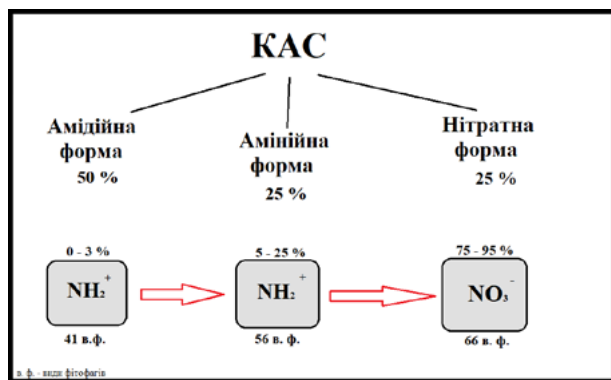 КАС
Амідійна
форма
50 %
Амінійна
форма
25 %
Нітратна
форма
25 %
0 - 3 %
5 - 25 %
75 - 95 %
NH₂⁺
NH₂⁺
NO₃⁻
41 в.ф.
56 в. ф.
66 в. ф.
в. ф. - види фітофагів